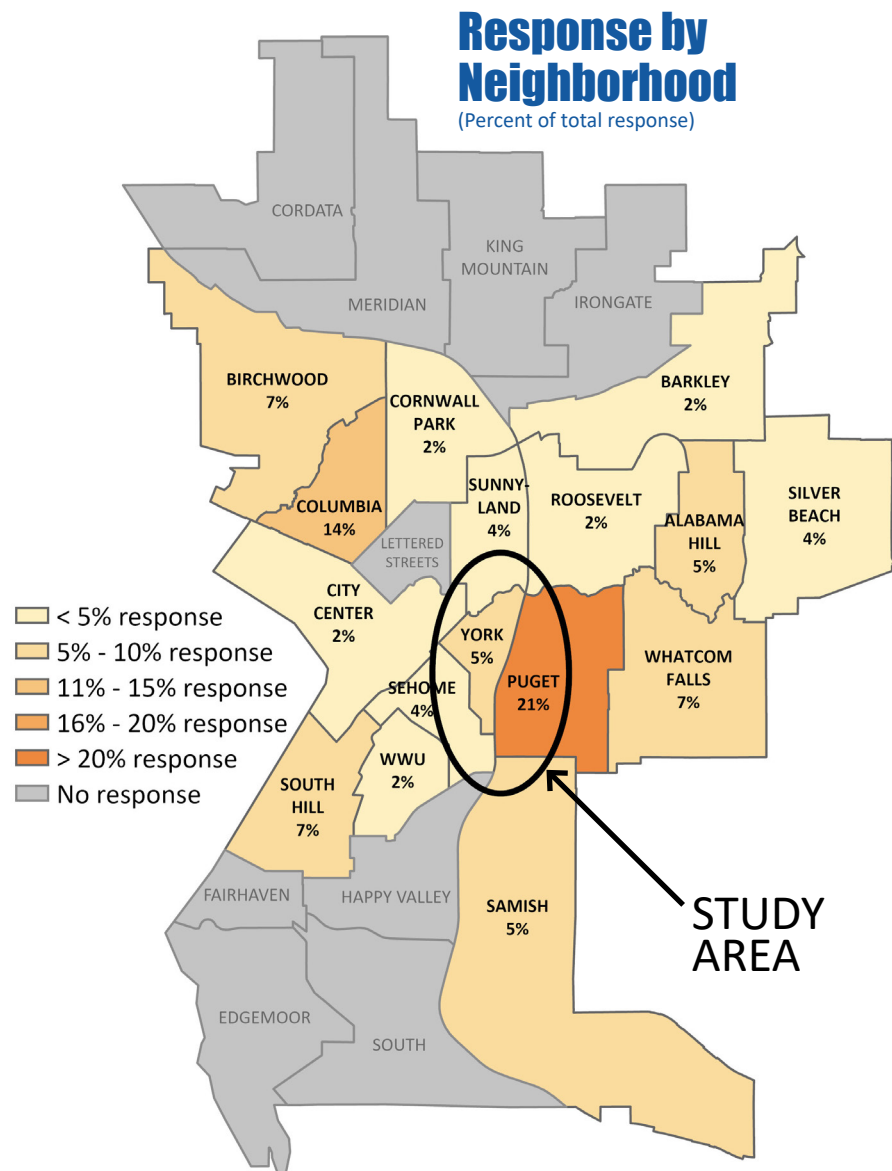 Response by
Neighborhood
(Percent of total response)
CORDATA
KING
MOUNTAIN
MERIDIAN
IRONGATE
BIRCHWOOD
7%
CORNWALL
PARK
2%
BARKLEY
2%
COLUMBIA
14%
SUNNY-
LAND
4%
ROOSEVELT
2%
ALABAMA
HILL
5%
SILVER
BEACH
4%
LETTERED
STREETS
CITY
CENTER
2%
YORK
5%
SEHOME
4%
PUGET
21%
WHATCOM
FALLS
7%
< 5% response
5% - 10% response
11% - 15% response
16% - 20% response
> 20% response
No response
WWU
2%
SOUTH
HILL
7%
FAIRHAVEN
HAPPY VALLEY
SAMISH
5%
STUDY
AREA
EDGEMOOR
SOUTH